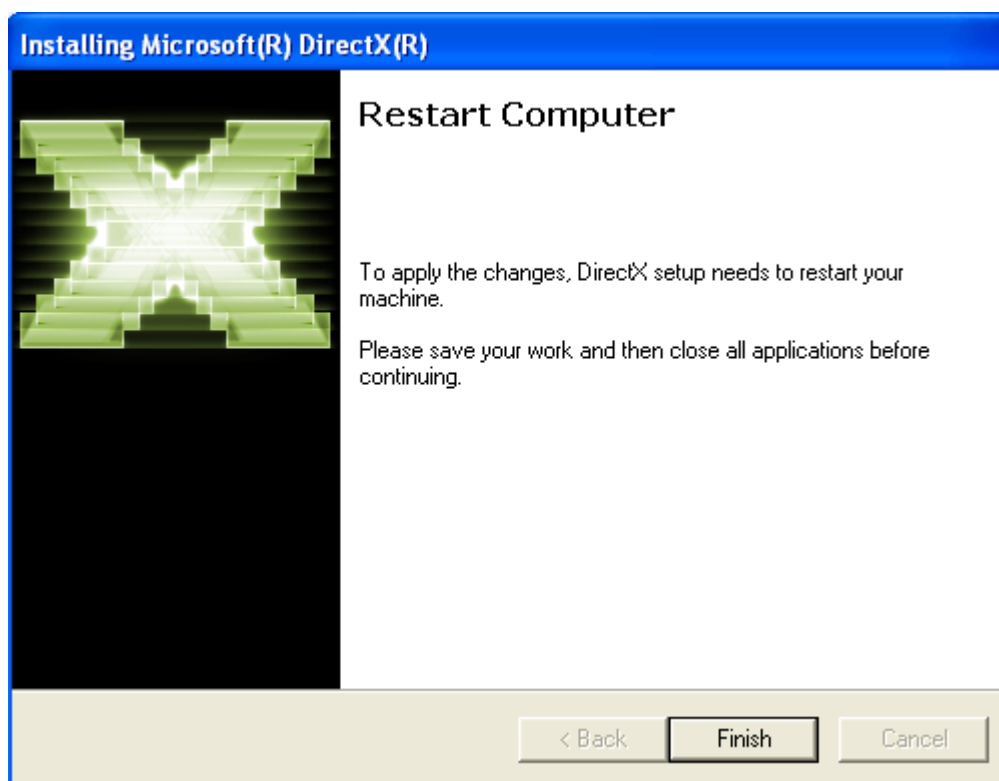 Installing Microsoft(R) DirectX(R)
Restart Computer
To apply the changes, DirectX setup needs to restart your
machine.
Please save your work and then close all applications before
continuing.
< Back
Finish
Cancel